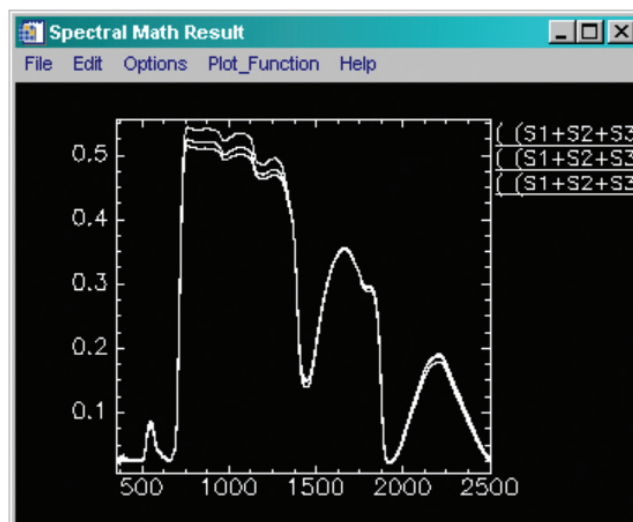 Spectral Math Result
File Edit Options Plot_Function Help
( (S1+S2+S3
( (S1+S2+S3
( (S1+S2+S3
0.5
0.4
0.3
0.2
0.1
500 1000 1500 2000 2500